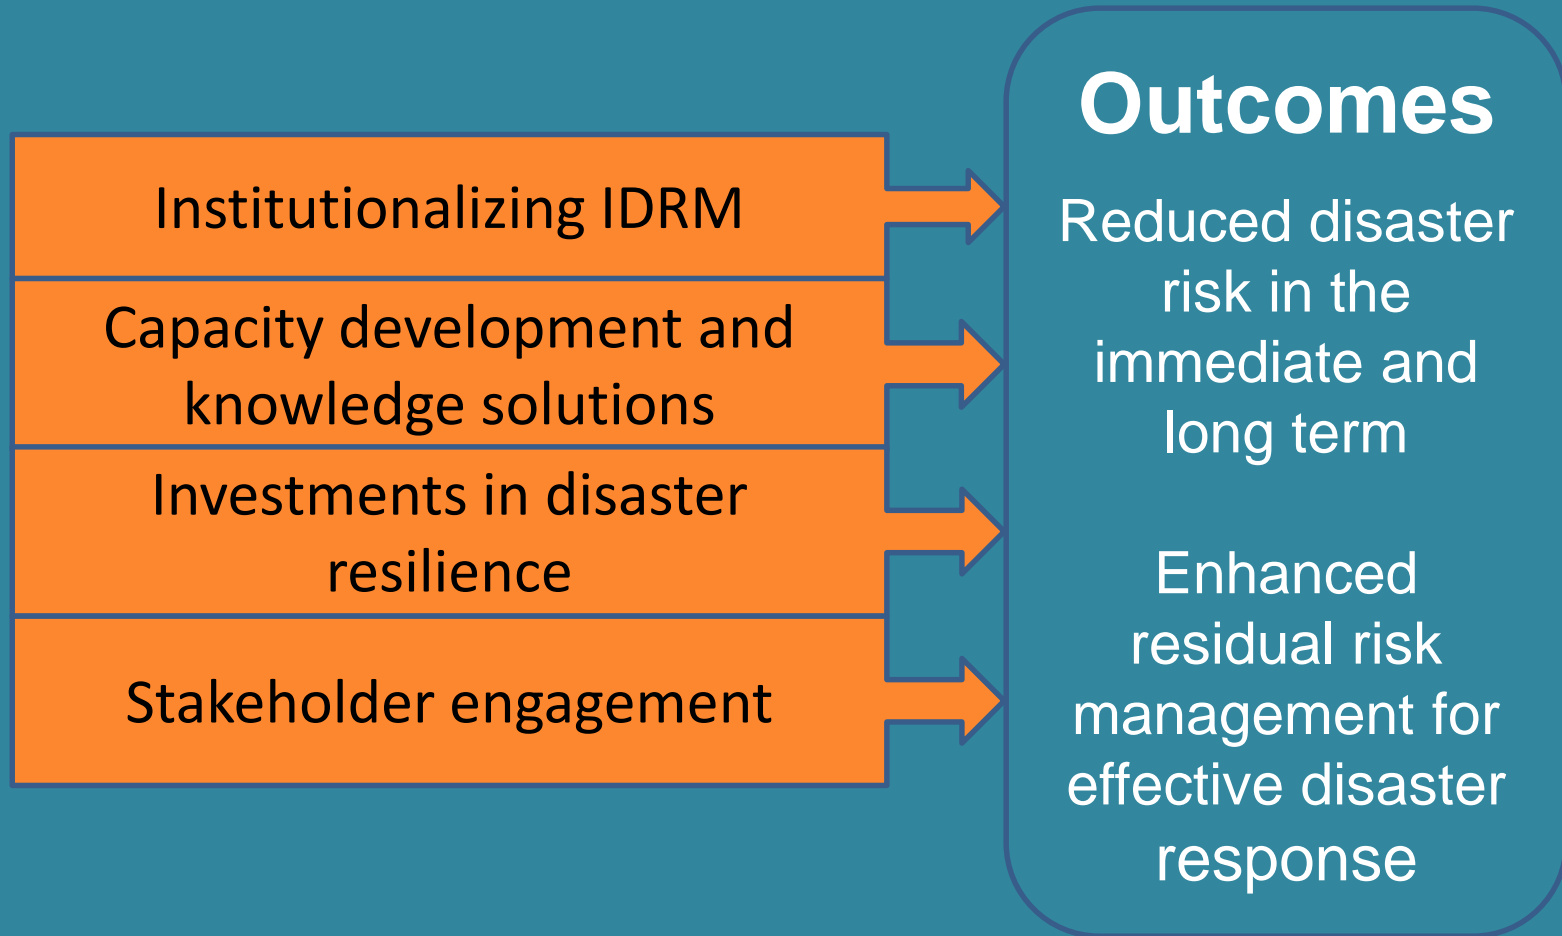 Institutionalizing IDRM
Capacity development and
knowledge solutions
Investments in disaster
resilience
Stakeholder engagement
Outcomes
Reduced disaster
risk in the
immediate and
long term
Enhanced
residual risk
management for
effective disaster
response